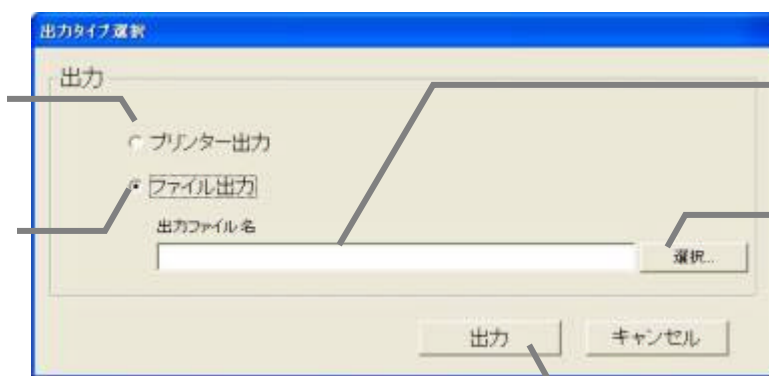 出力タイプ選択
出力
プリンター出力
ファイル出力
出力ファイル名
選択...
出力 キャンセル